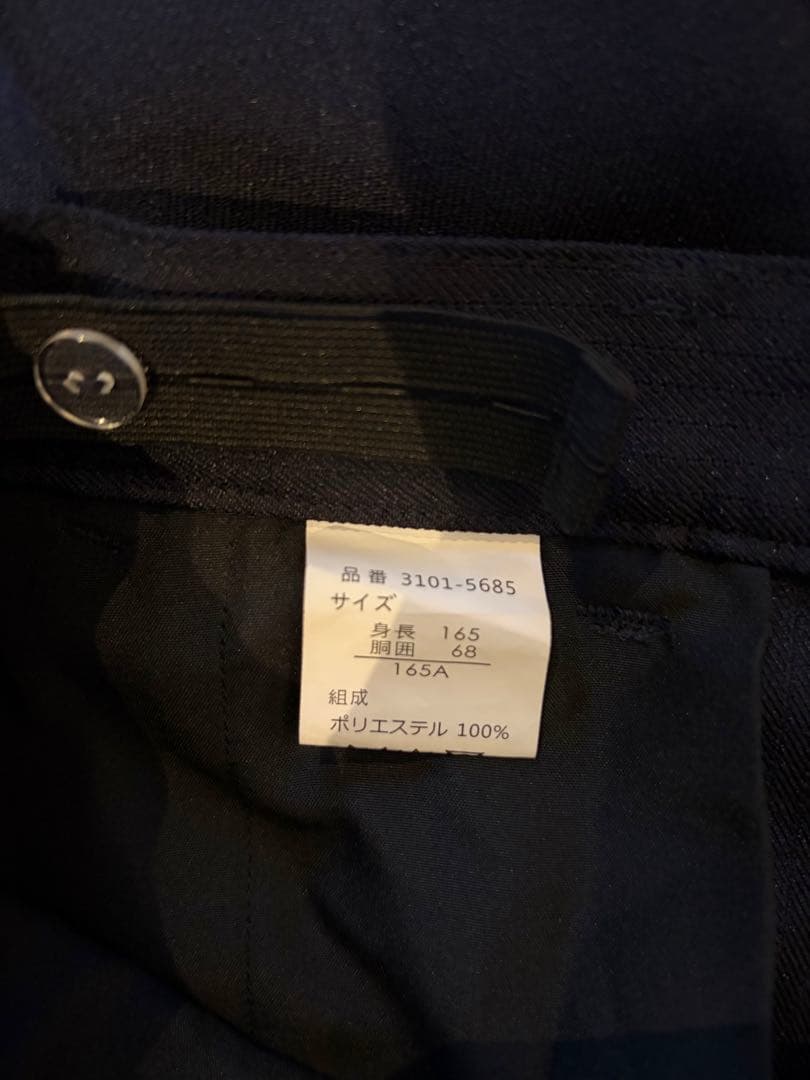 品番 3101-5685
サイズ
身長 165
胴囲 68
165A
組成
ポリエステル 100%